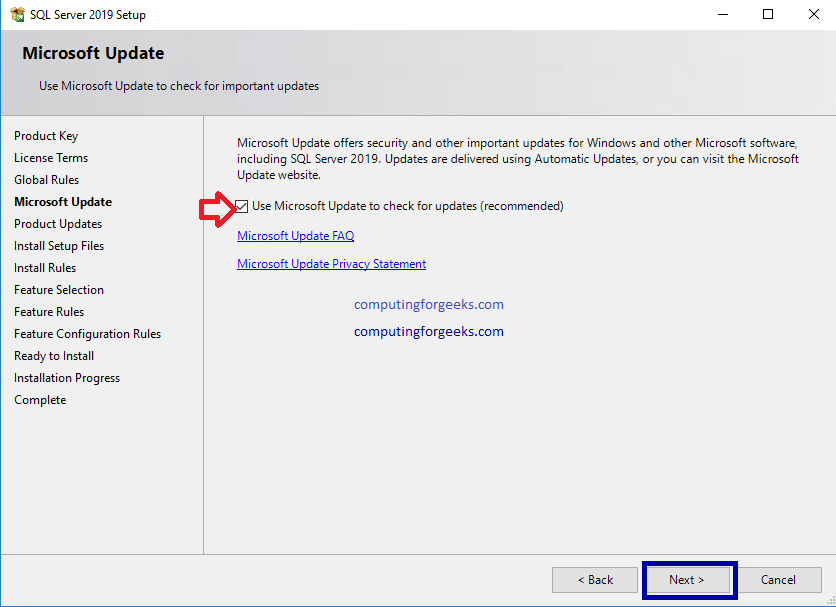 SQL Server 2019 Setup
Microsoft Update
Use Microsoft Update to check for important updates
Product Key
License Terms
Global Rules
Microsoft Update
Product Updates
Install Setup Files
Install Rules
Feature Selection
Feature Rules
Feature Configuration Rules
Ready to Install
Installation Progress
Complete
Microsoft Update offers security and other important updates for Windows and other Microsoft software,
including SQL Server 2019. Updates are delivered using Automatic Updates, or you can visit the Microsoft
Update website.
Use Microsoft Update to check for updates (recommended)
Microsoft Update FAQ
Microsoft Update Privacy Statement
computingforgeeks.com
computingforgeeks.com
< Back
Next >
Cancel